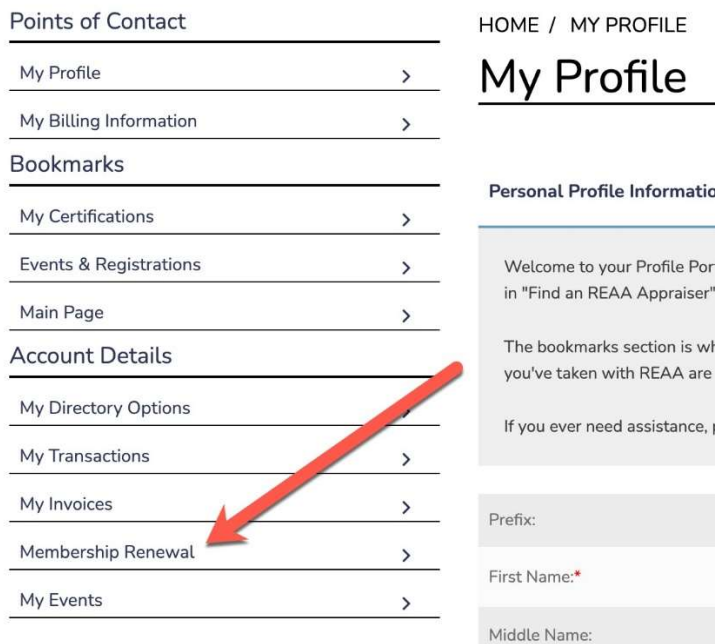 Points of Contact
My Profile
My Billing Information
Bookmarks
My Certifications
Events & Registrations
Main Page
Account Details
My Directory Options
My Transactions
My Invoices
Membership Renewal
My Events
HOME / MY PROFILE
My Profile
Personal Profile Informatio
Welcome to your Profile Por
in "Find an REAA Appraiser"
The bookmarks section is wh
you've taken with REAA are
If you ever need assistance, p
Prefix:
First Name:*
Middle Name: